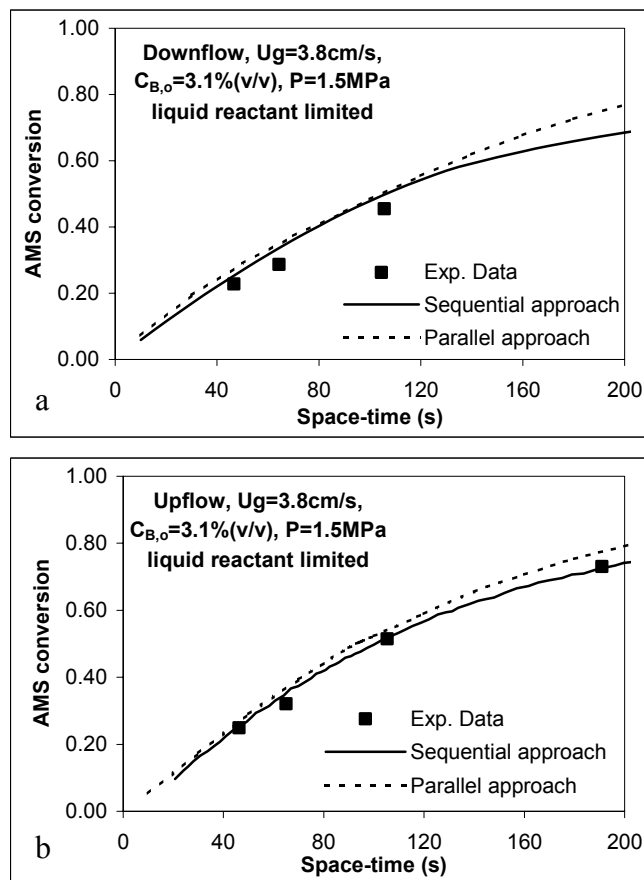 Downflow, Ug=3.8cm/s,
C_B,o=3.1%(v/v), P=1.5MPa
liquid reactant limited
1.00
0.80
0.60
0.40
0.20
0.00
AMS conversion
Exp. Data
Sequential approach
Parallel approach
0 40 80 120 160 200
Space-time (s)
a
Upflow, Ug=3.8cm/s,
C_B,o=3.1%(v/v), P=1.5MPa
liquid reactant limited
1.00
0.80
0.60
0.40
0.20
0.00
AMS conversion
Exp. Data
Sequential approach
Parallel approach
0 40 80 120 160 200
Space-time (s)
b